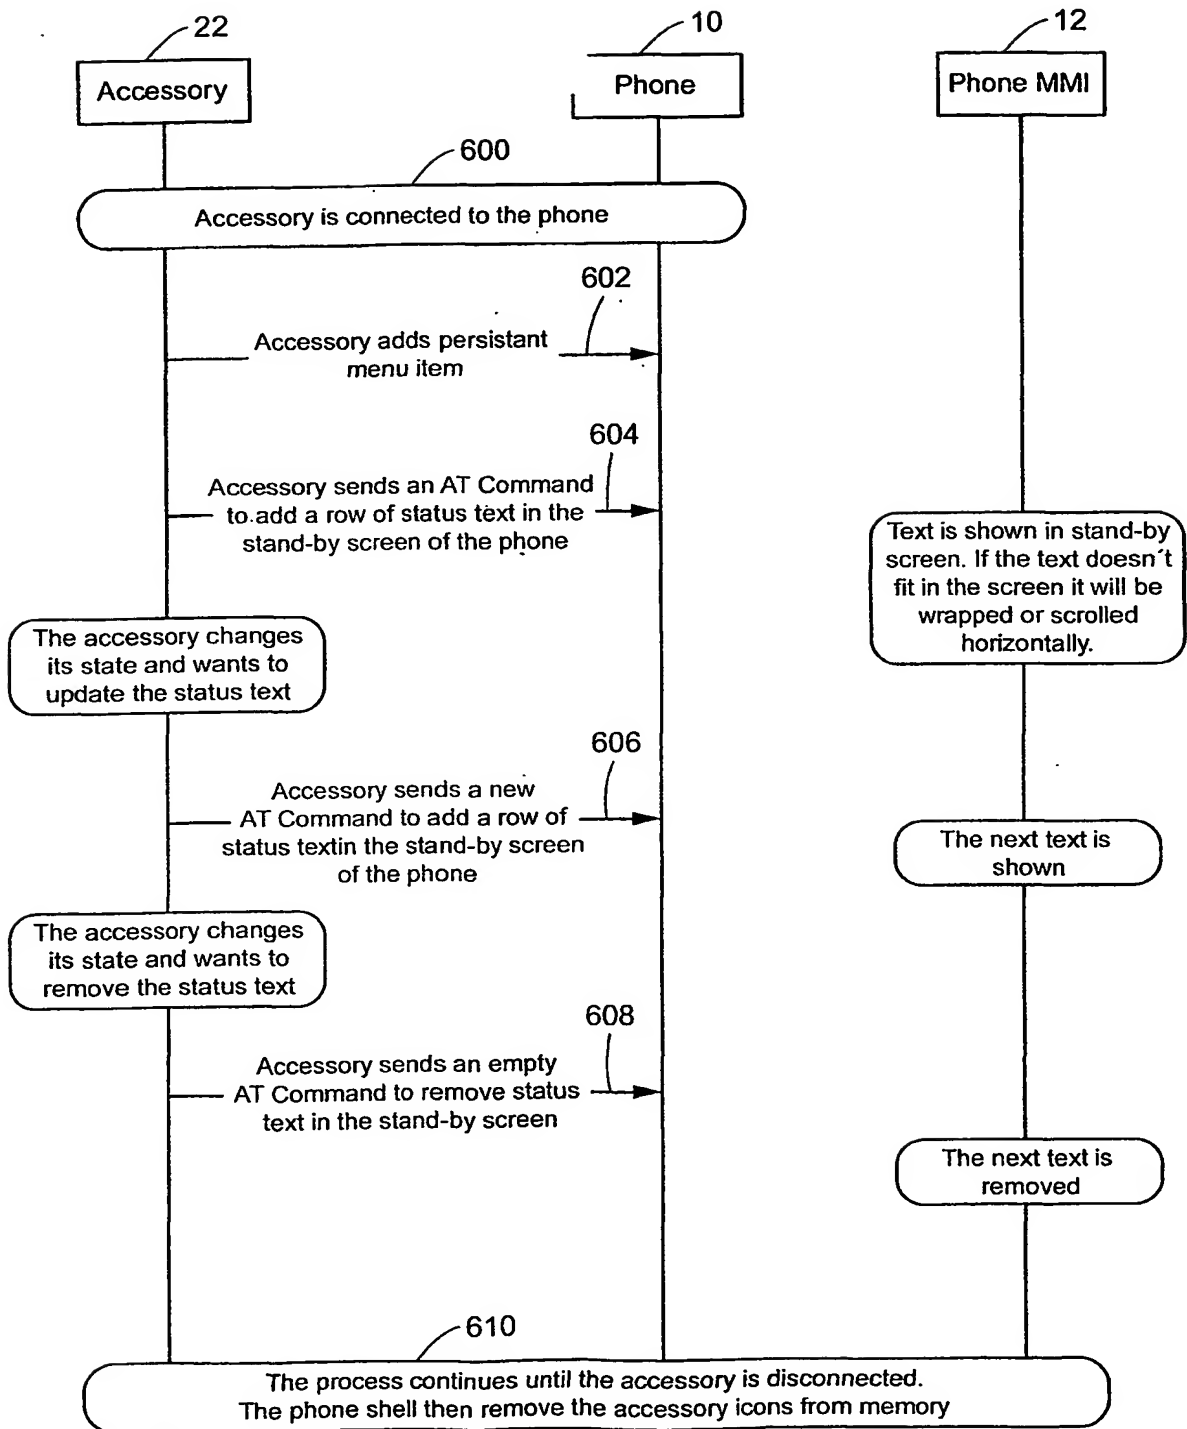 22
10
12
Accessory
Phone
Phone MMI
600
Accessory is connected to the phone
602
Accessory adds persistant
menu item
604
Accessory sends an AT Command
to add a row of status text in the
stand-by screen of the phone
Text is shown in stand-by
screen. If the text doesn´t
fit in the screen it will be
wrapped or scrolled
horizontally.
The accessory changes
its state and wants to
update the status text
606
Accessory sends a new
AT Command to add a row of
status textin the stand-by screen
of the phone
The next text is
shown
The accessory changes
its state and wants to
remove the status text
608
Accessory sends an empty
AT Command to remove status
text in the stand-by screen
The next text is
removed
610
The process continues until the accessory is disconnected.
The phone shell then remove the accessory icons from memory